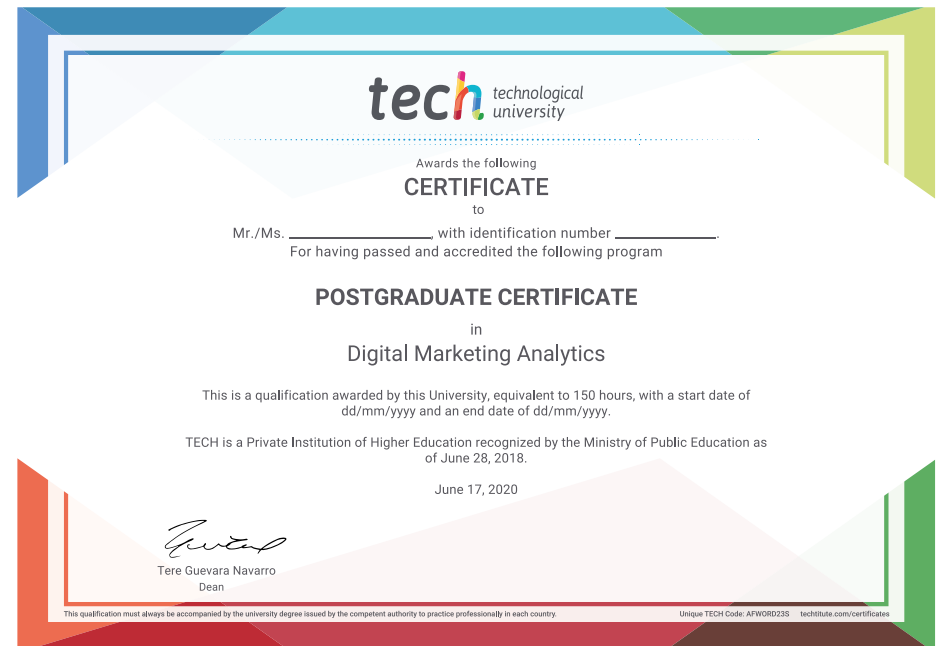 tech technological
university
Awards the following
CERTIFICATE
to
Mr./Ms. ________________, with identification number ____________.
For having passed and accredited the following program
POSTGRADUATE CERTIFICATE
in
Digital Marketing Analytics
This is a qualification awarded by this University, equivalent to 150 hours, with a start date of
dd/mm/yyyy and an end date of dd/mm/yyyy.
TECH is a Private Institution of Higher Education recognized by the Ministry of Public Education as
of June 28, 2018.
June 17, 2020
Tere Guevara Navarro
Dean
This qualification must always be accompanied by the university degree issued by the competent authority to practice professionally in each country. Unique TECH Code: AFWORD23S techtitute.com/certificates